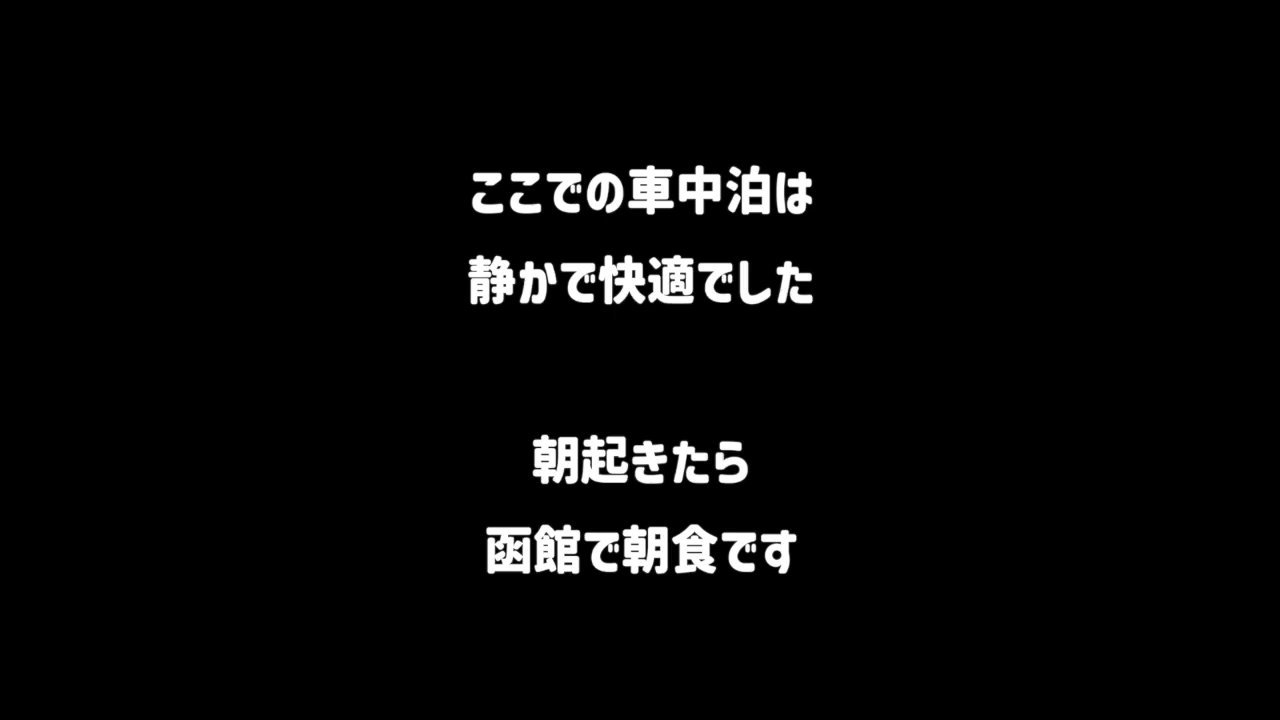 ここでの車中泊は
静かで快適でした
朝起きたら
函館で朝食です